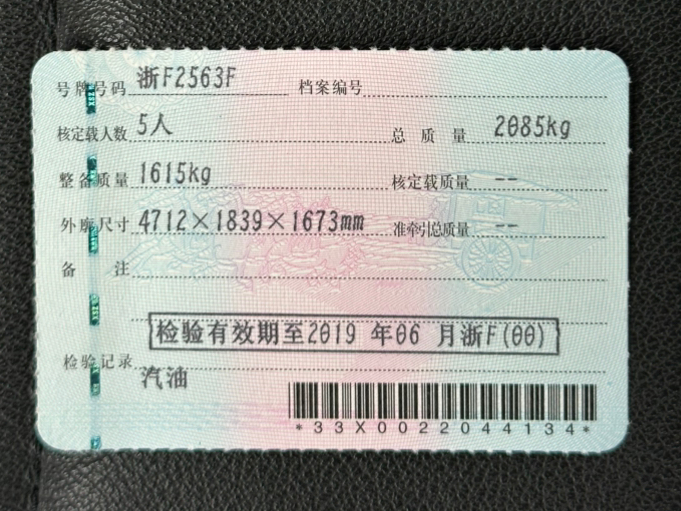 号牌号码 浙F2563F 档案编号
核定载人数 5人 总质量 2085kg
整备质量 1615kg 核定载质量 --
外廓尺寸 4712×1839×1673mm 准牵引总质量 --
备注
检验有效期至2019 年06 月浙F(00)
检验记录
汽油
*33X0022044134*